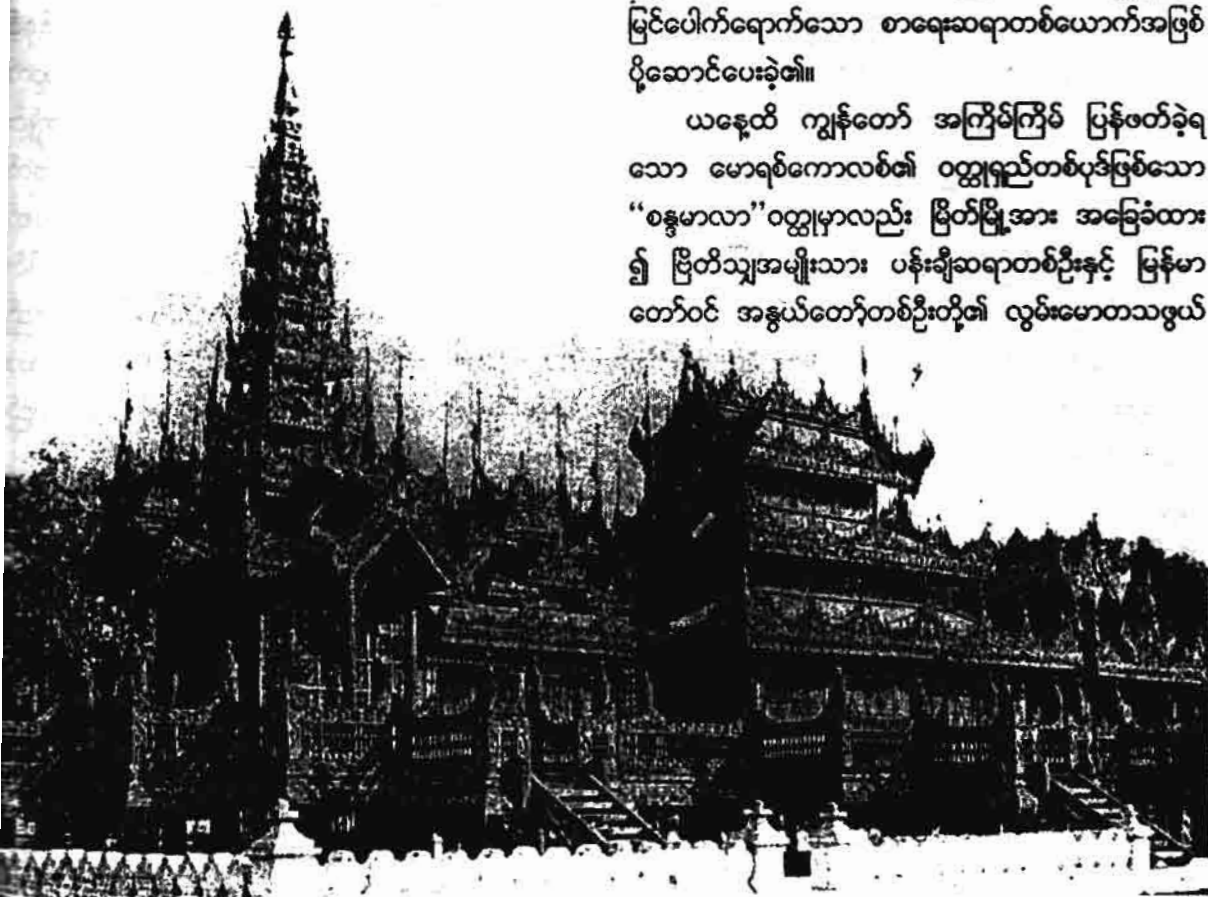 မြင်ပေါက်ရောက်သော စာရေးဆရာတစ်ယောက်အဖြစ်
ပို့ဆောင်ပေးခဲ့၏။
ယနေ့ထိ ကျွန်တော် အကြိမ်ကြိမ် ပြန်ဖတ်ခဲ့ရ
သော မောရစ်ကောလစ်၏ ဝတ္ထုရှည်တစ်ပုဒ်ဖြစ်သော
“စန္ဒမာလာ”ဝတ္ထုမှာလည်း မြိတ်မြို့အား အခြေခံထား
၍ ဗြိတိသျှအမျိုးသား ပန်းချီဆရာတစ်ဦးနှင့် မြန်မာ
တော်ဝင် အနွယ်တော်တစ်ဦးတို့၏ လွမ်းမောတသဖွယ်